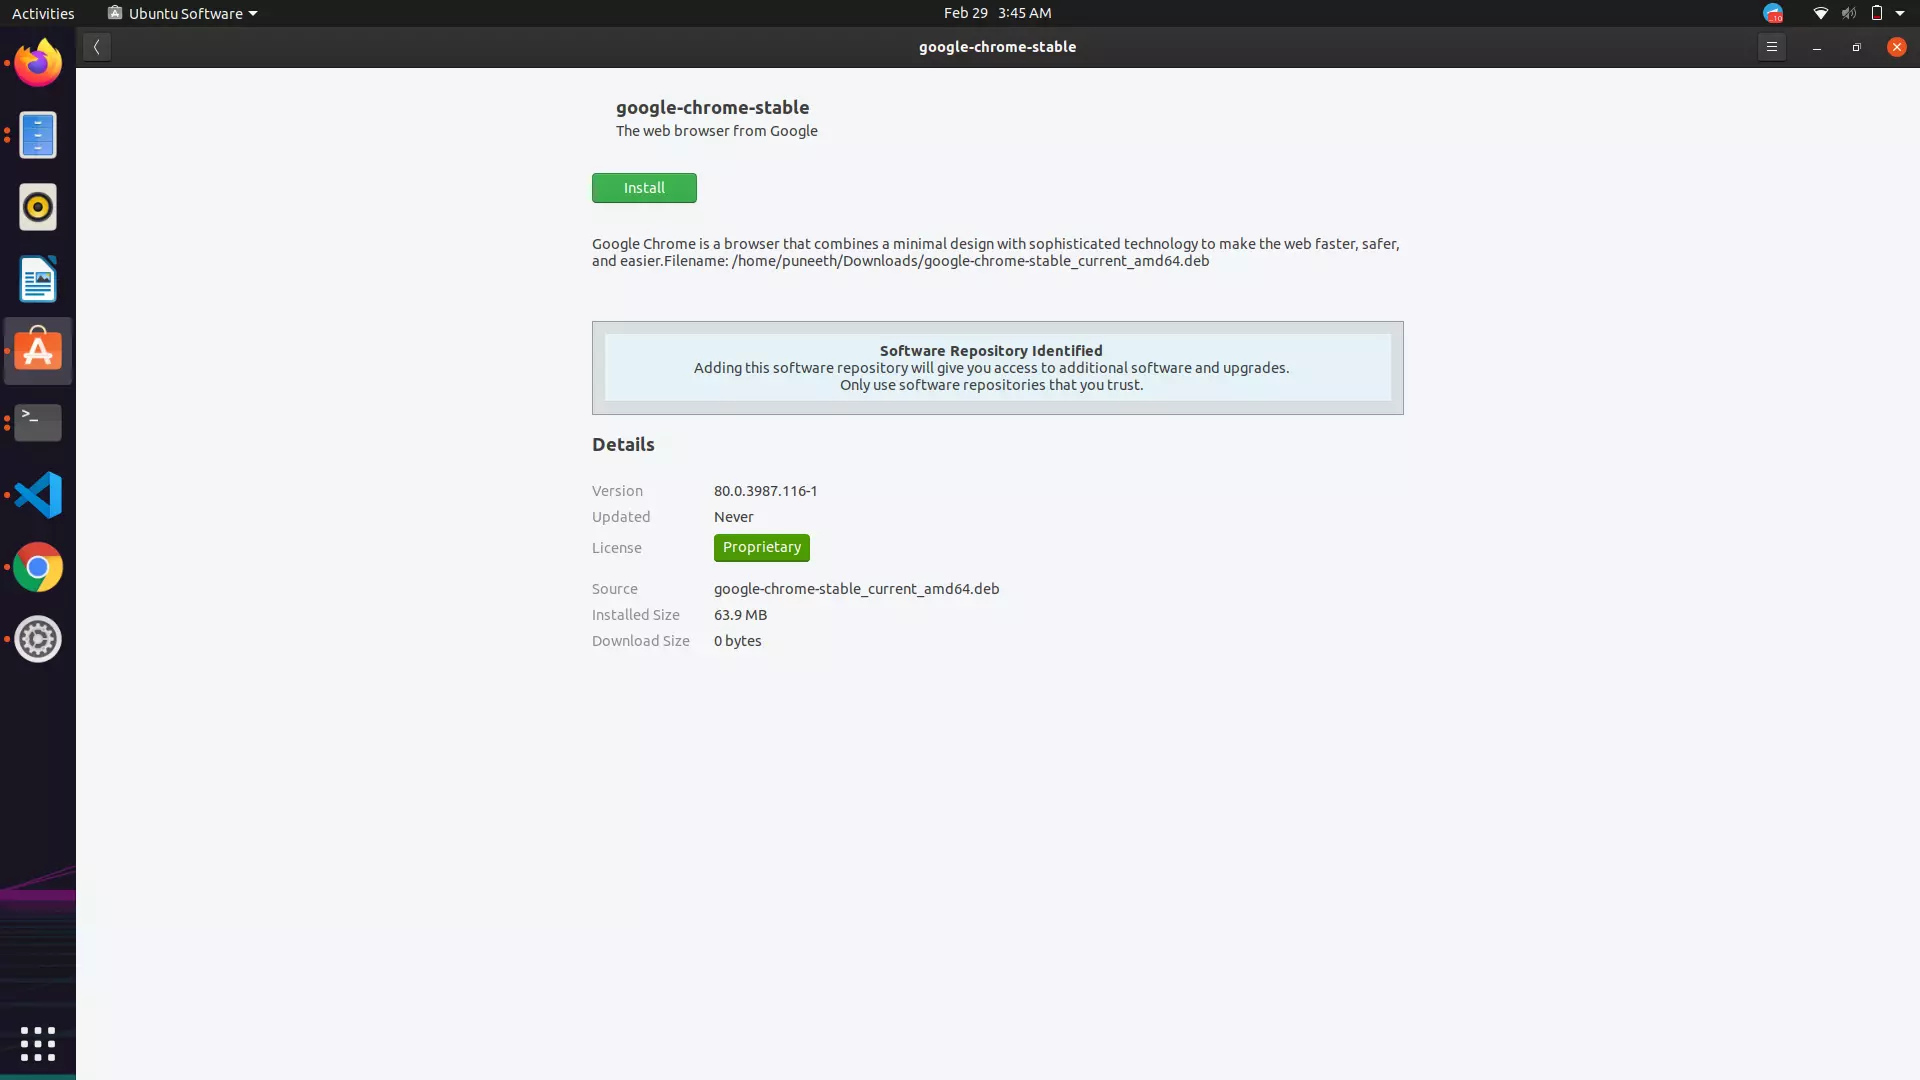 Activities
Ubuntu Software
Feb 29 3:45 AM
google-chrome-stable
google-chrome-stable
The web browser from Google
Install
Google Chrome is a browser that combines a minimal design with sophisticated technology to make the web faster, safer,
and easier.Filename: /home/puneeth/Downloads/google-chrome-stable_current_amd64.deb
Software Repository Identified
Adding this software repository will give you access to additional software and upgrades.
Only use software repositories that you trust.
Details
Version 80.0.3987.116-1
Updated Never
License Proprietary
Source google-chrome-stable_current_amd64.deb
Installed Size 63.9 MB
Download Size 0 bytes